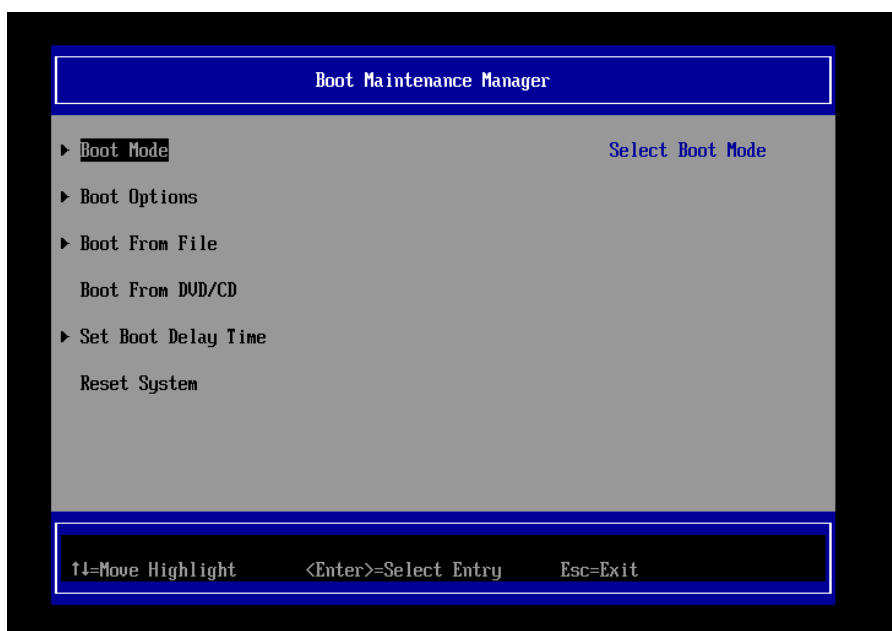 Boot Maintenance Manager
Boot Mode
Select Boot Mode
Boot Options
Boot From File
Boot From DVD/CD
Set Boot Delay Time
Reset System
↑↓=Move Highlight <Enter>=Select Entry Esc=Exit